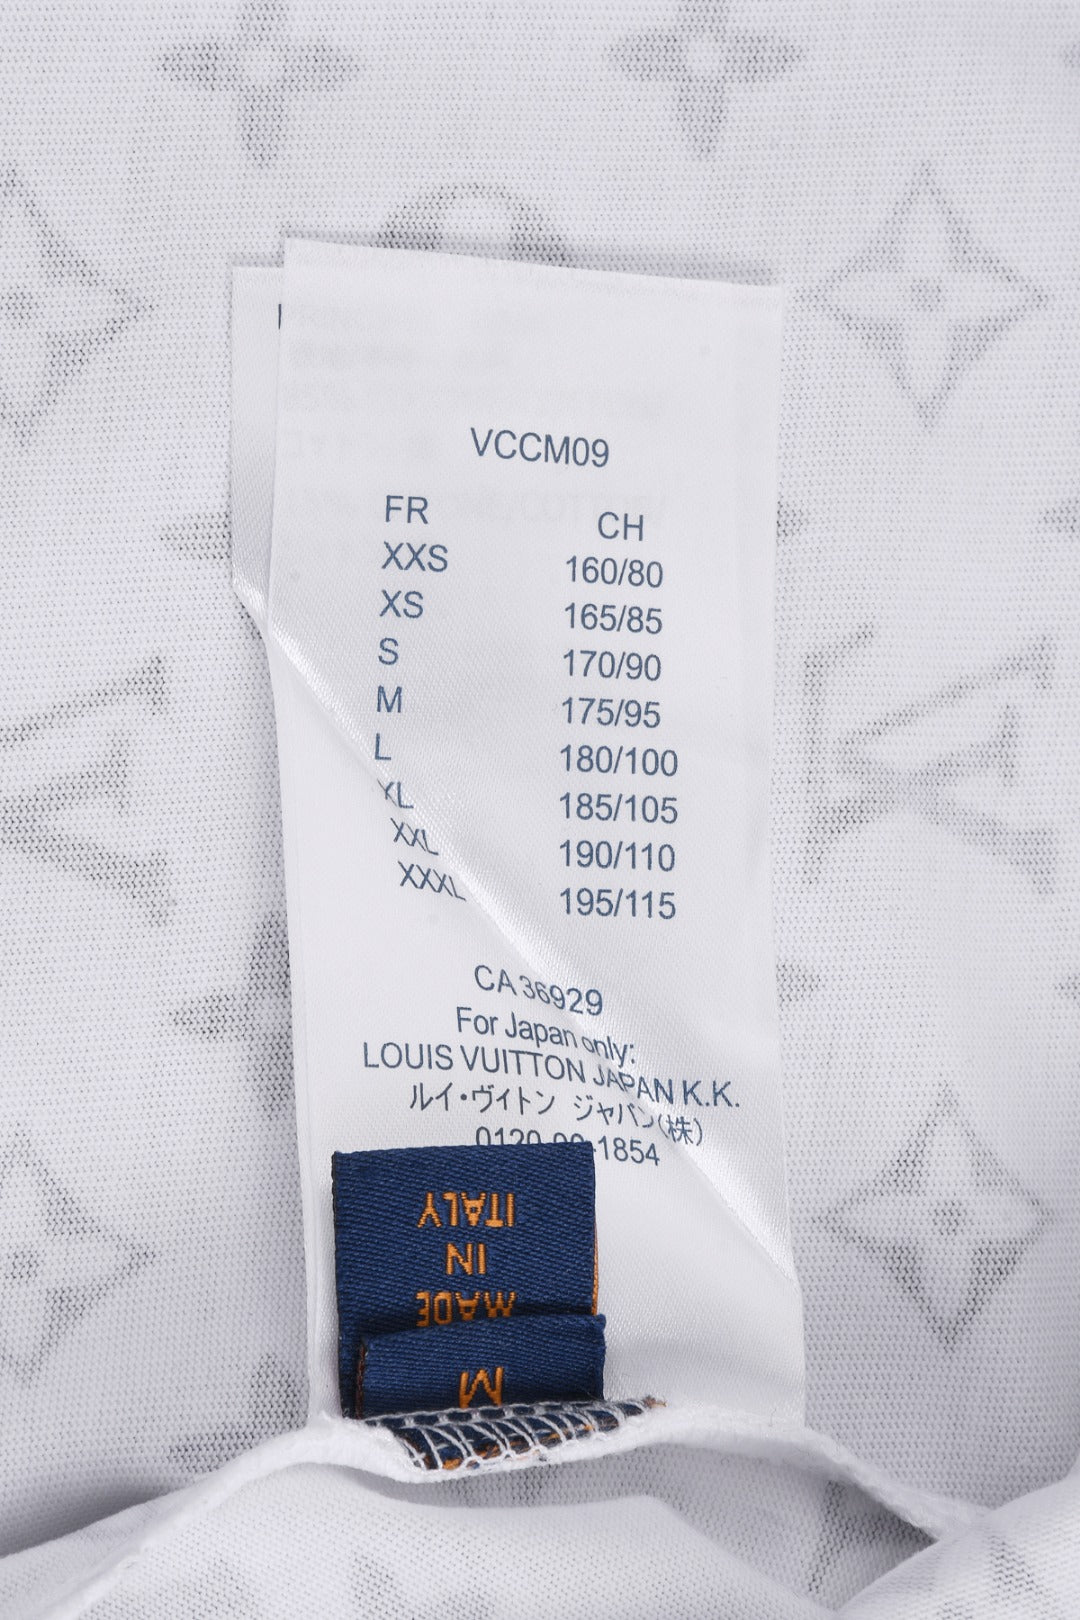 VCCM09
FR CH
XXS 160/80
XS 165/85
S 170/90
M 175/95
L 180/100
XL 185/105
XXL 190/110
XXXL 195/115
CA 36929
For Japan only:
LOUIS VUITTON JAPAN K.K.
ルイ・ヴィトン ジャパン(株)
1854
MADE
IN
ITALY
M